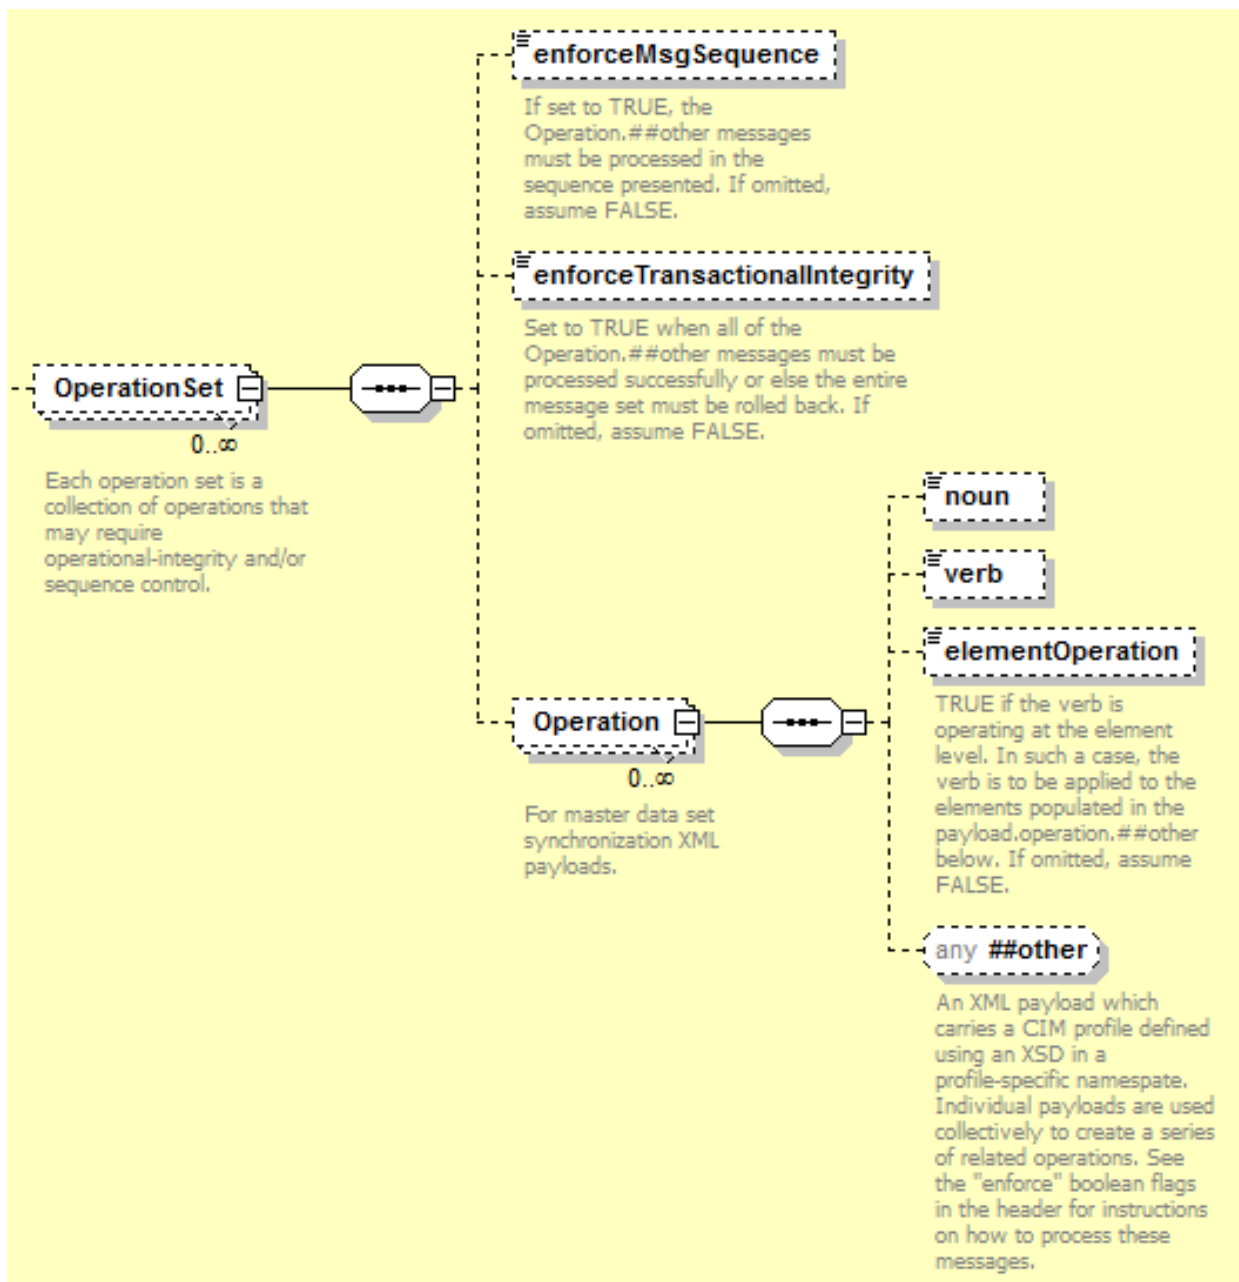 enforceMsgSequence
If set to TRUE, the
Operation.##other messages
must be processed in the
sequence presented. If omitted,
assume FALSE.
enforceTransactionalIntegrity
Set to TRUE when all of the
Operation.##other messages must be
processed successfully or else the entire
message set must be rolled back. If
omitted, assume FALSE.
OperationSet
0..∞
Each operation set is a
collection of operations that
may require
operational-integrity and/or
sequence control.
noun
verb
elementOperation
TRUE if the verb is
operating at the element
level. In such a case, the
verb is to be applied to the
elements populated in the
payload.operation.##other
below. If omitted, assume
FALSE.
Operation
0..∞
For master data set
synchronization XML
payloads.
any ##other
An XML payload which
carries a CIM profile defined
using an XSD in a
profile-specific namespate.
Individual payloads are used
collectively to create a series
of related operations. See
the "enforce" boolean flags
in the header for instructions
on how to process these
messages.